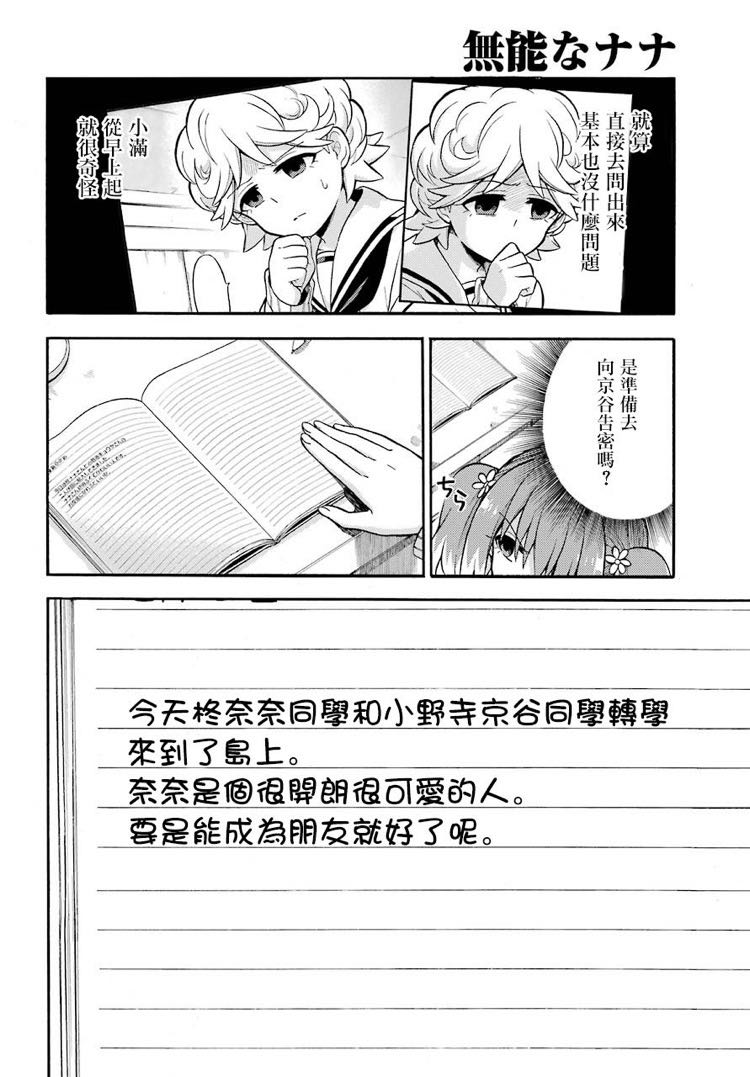 無能なナナ
就算
直接去問出來
基本也沒什麼問題
小滿
從早上起
就很奇怪
是準備去
向京谷告密嗎?
ちら
今天柊奈奈同學和小野寺京谷同學轉學
來到了島上。
奈奈是個很開朗很可愛的人。
要是能成為朋友就好了呢。